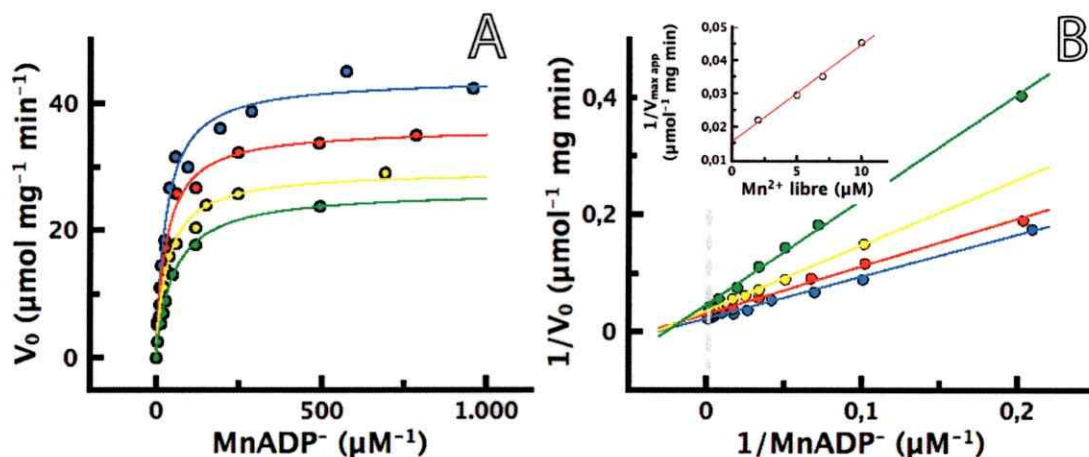 A
V₀ (µmol mg⁻¹ min⁻¹)
40
20
0
0
500
1.000
MnADP⁻ (µM⁻¹)
B
1/V₀ (µmol⁻¹ mg min)
0,4
0,2
0
0
0,1
0,2
1/MnADP⁻ (µM⁻¹)
1/Vmax app
(µmol⁻¹ mg min)
0,05
0,04
0,03
0,02
0,01
0
5
10
Mn²⁺ libre (µM)